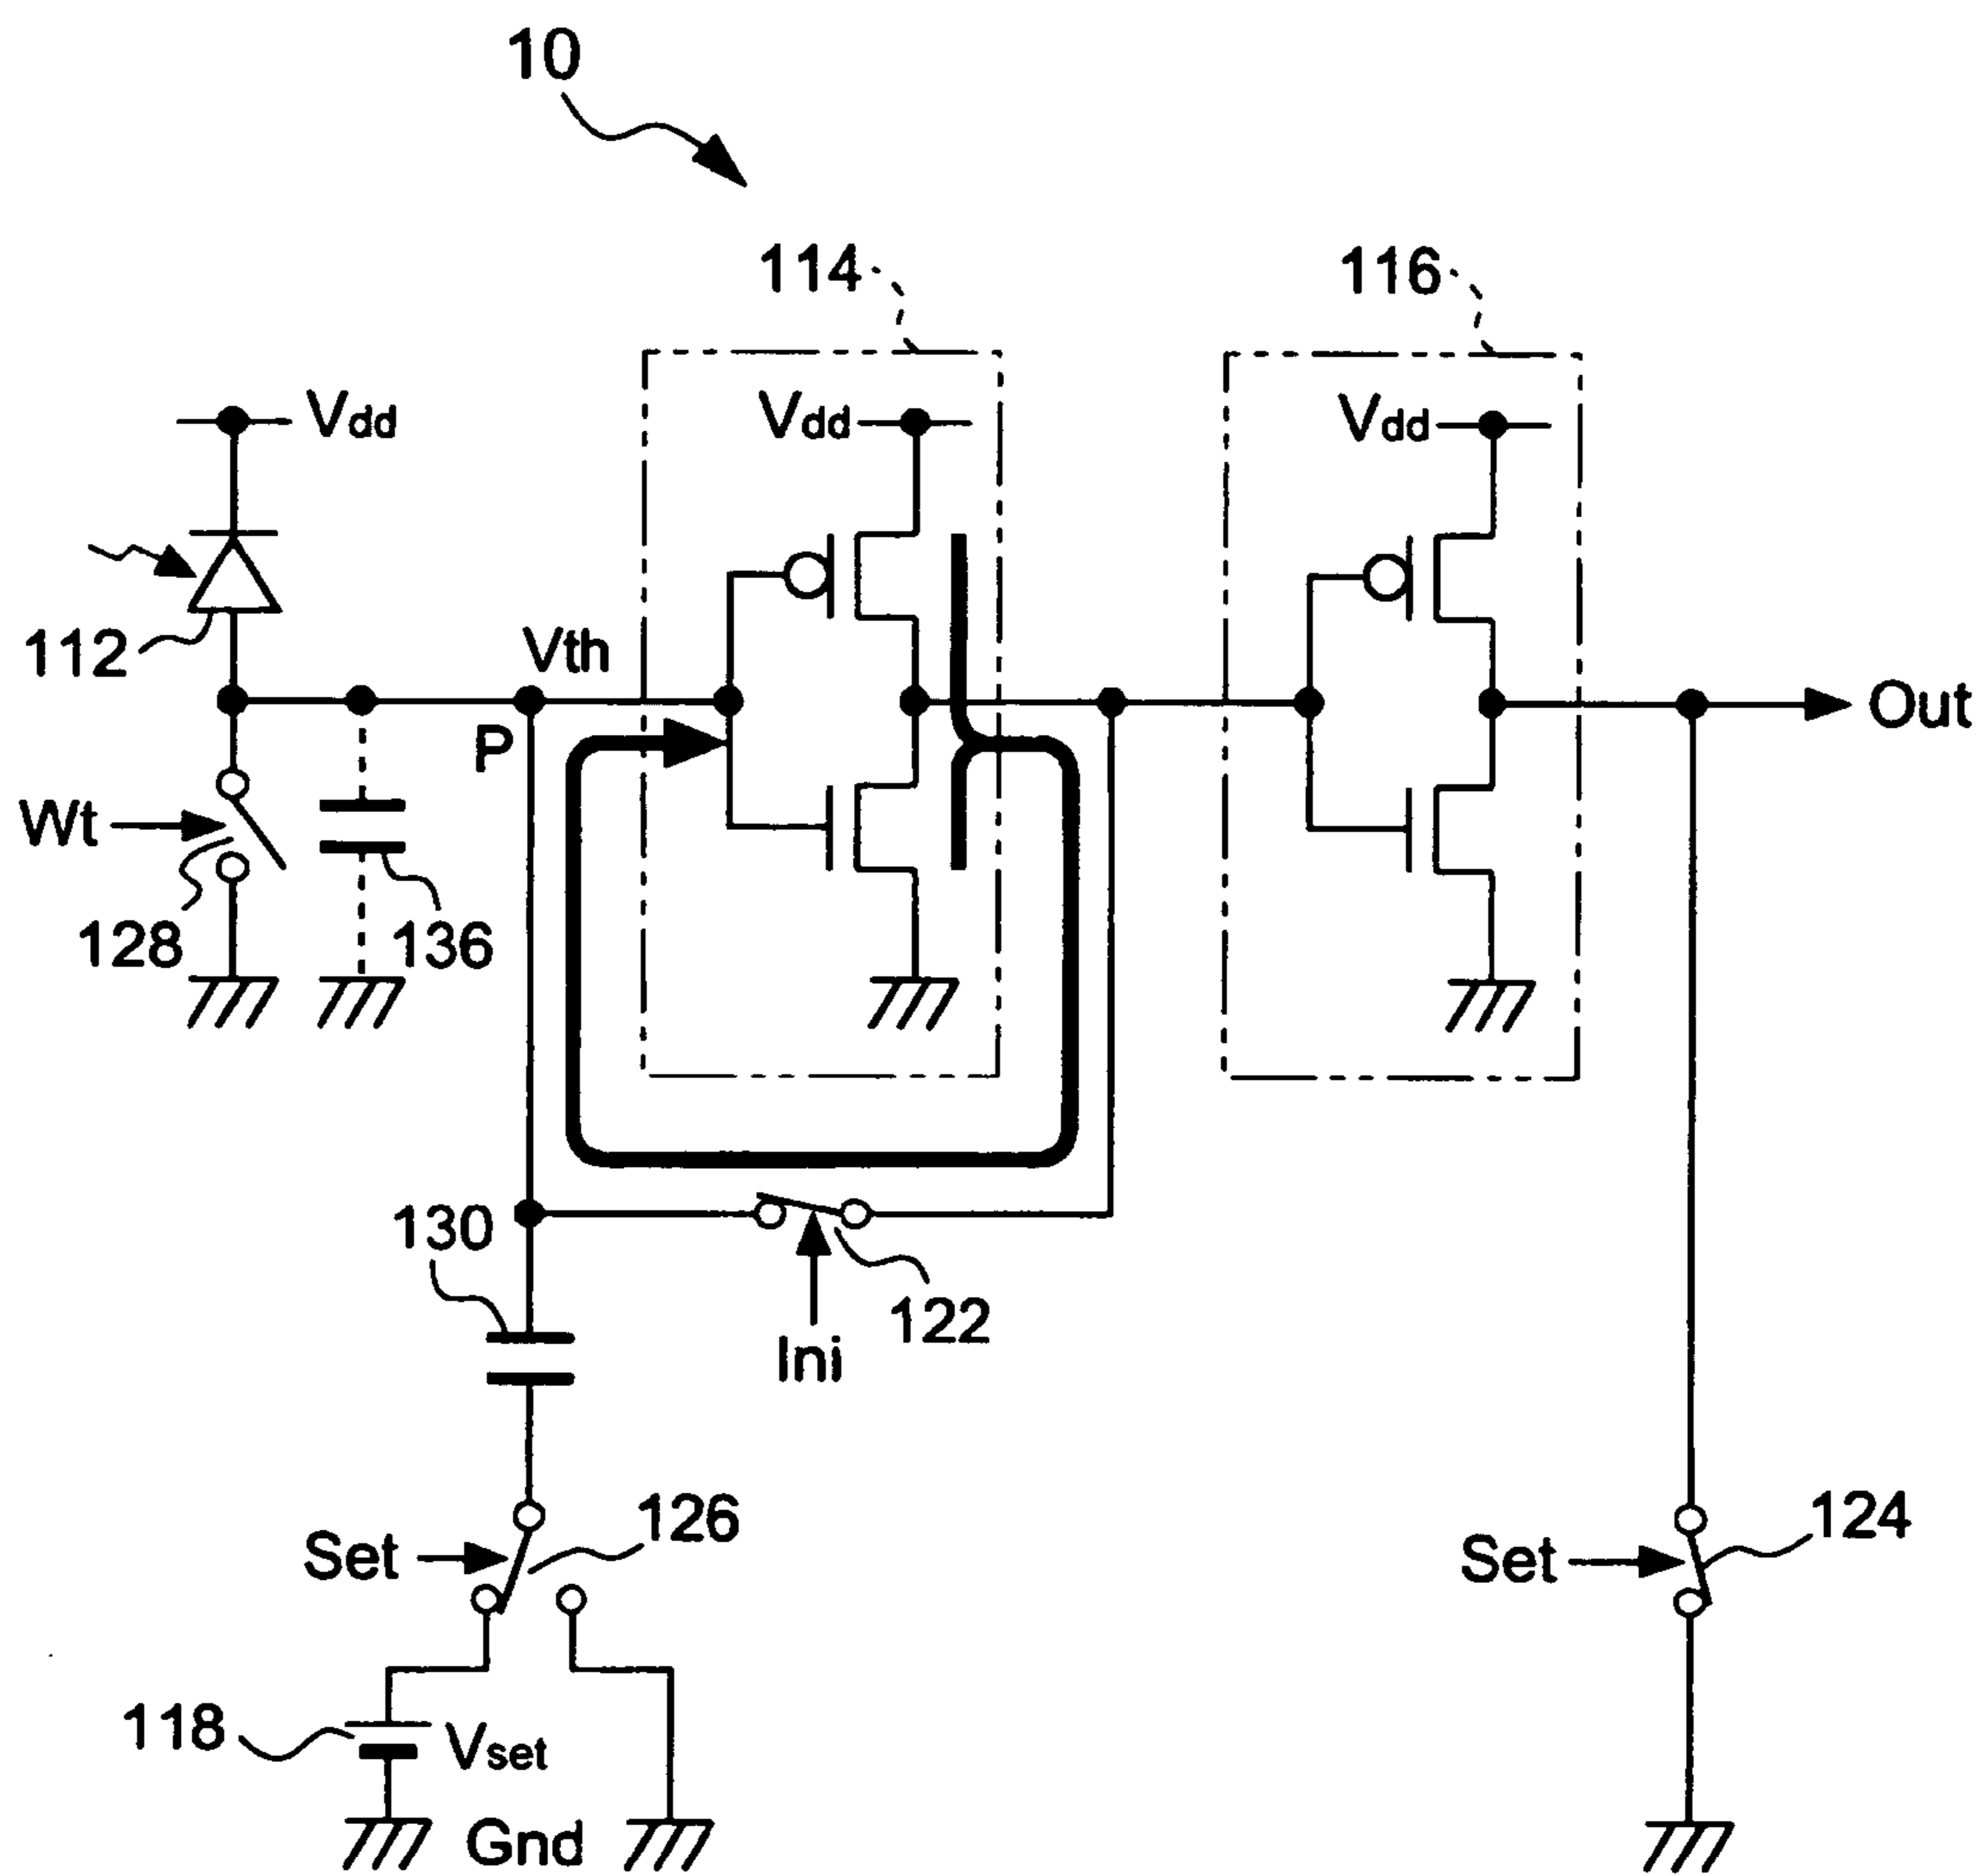 10
114
116
Vdd
Vdd
Vdd
112
Vth
P
Out
Wt
128
136
130
122
Ini
Set
126
Set
124
118
Vset
Gnd